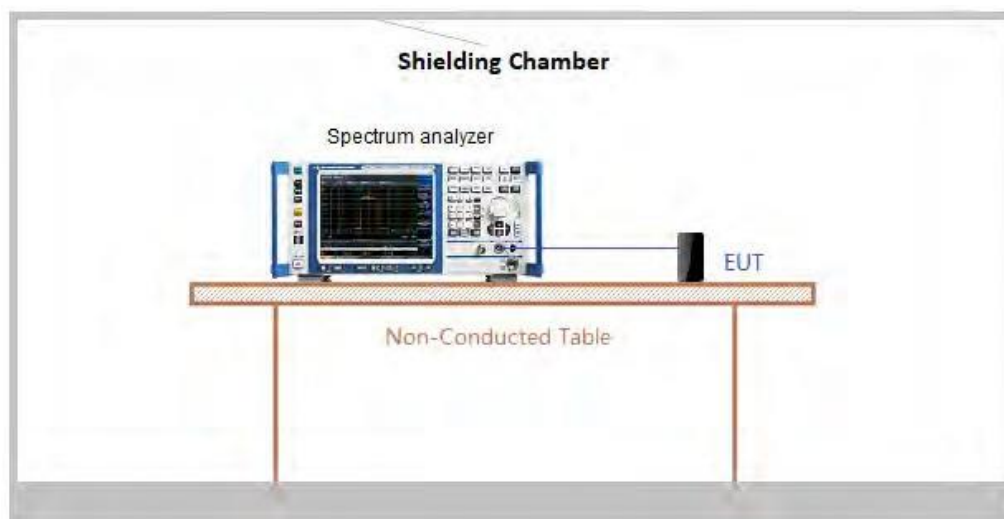 Shielding Chamber
Spectrum analyzer
EUT
Non-Conducted Table